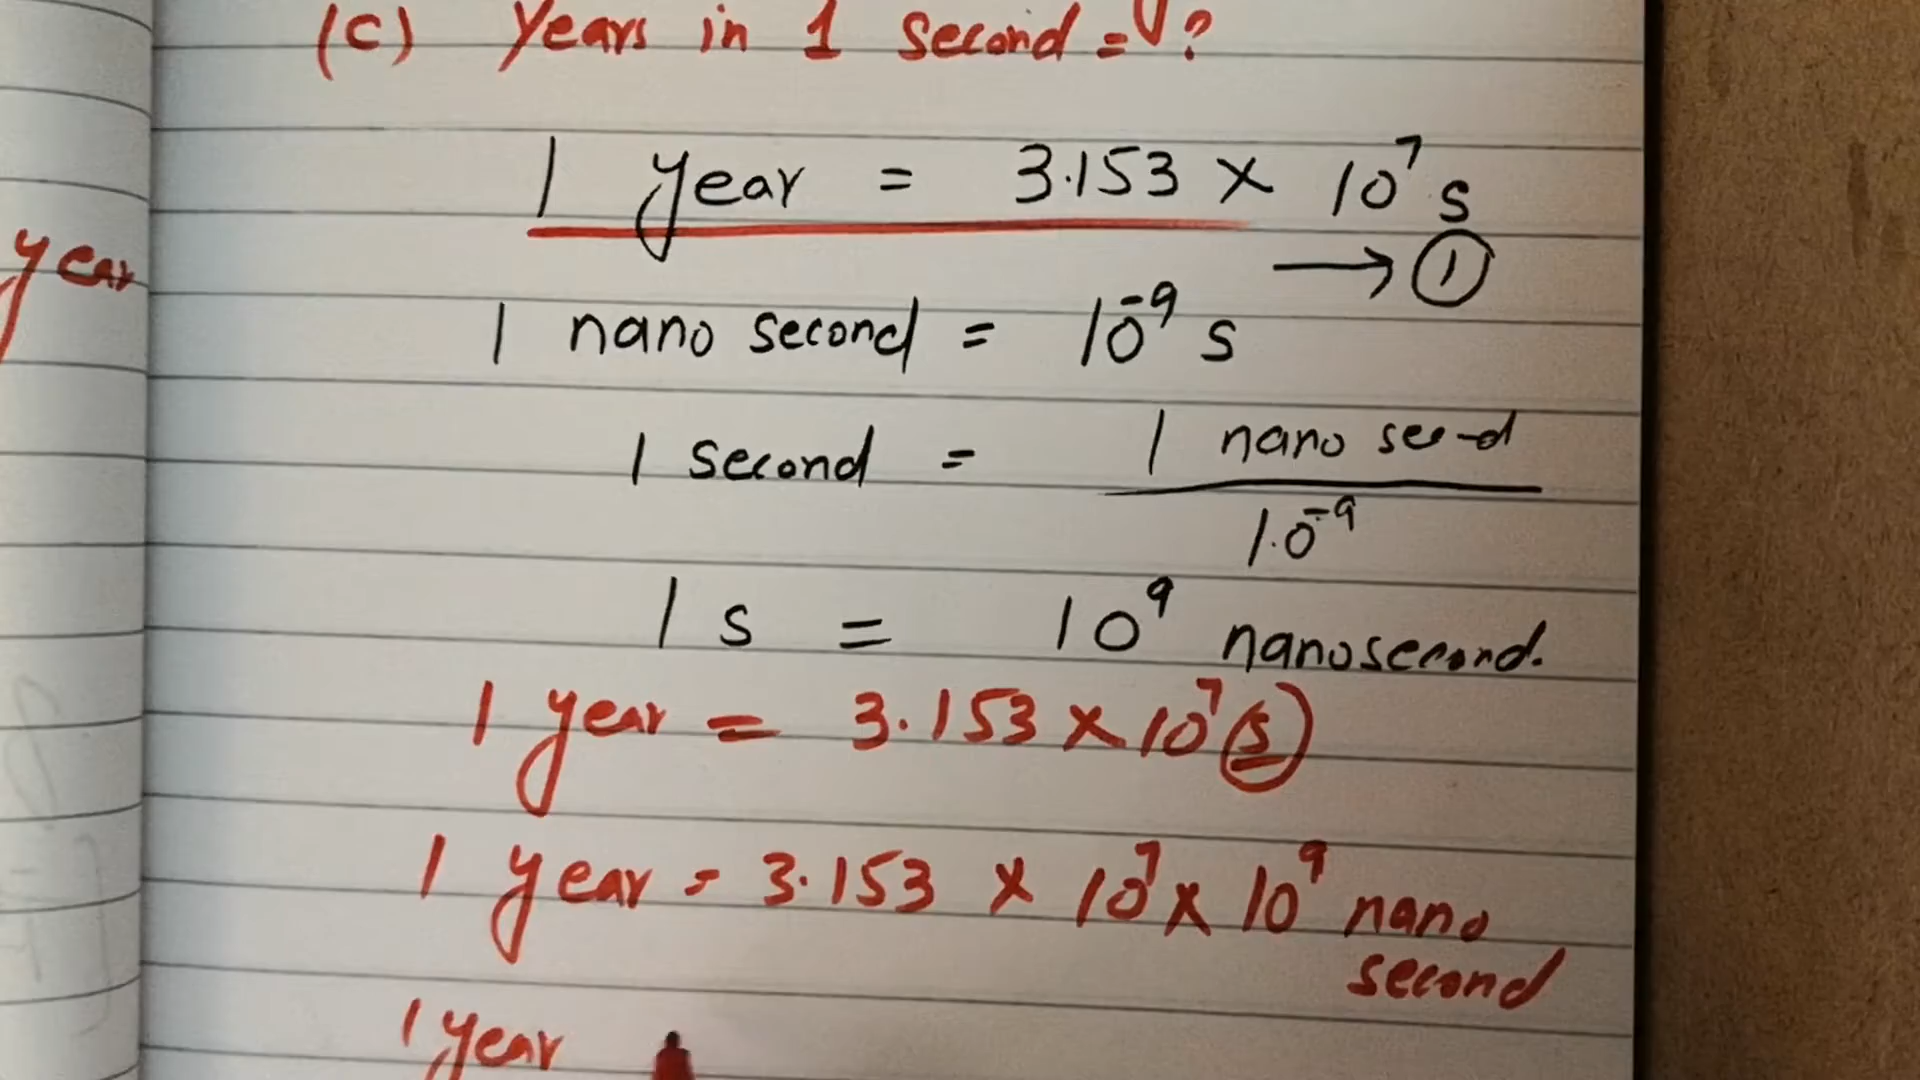 (c) Years in 1 second = ?
year
1 year = 3.153 × 10⁷ s
→ ①
1 nano second = 10⁻⁹ s
1 second = 1 nano second / 10⁻⁹
1 s = 10⁹ nanosecond.
1 year = 3.153 × 10⁷ s
1 year = 3.153 × 10⁷ × 10⁹ nano
second
1 year